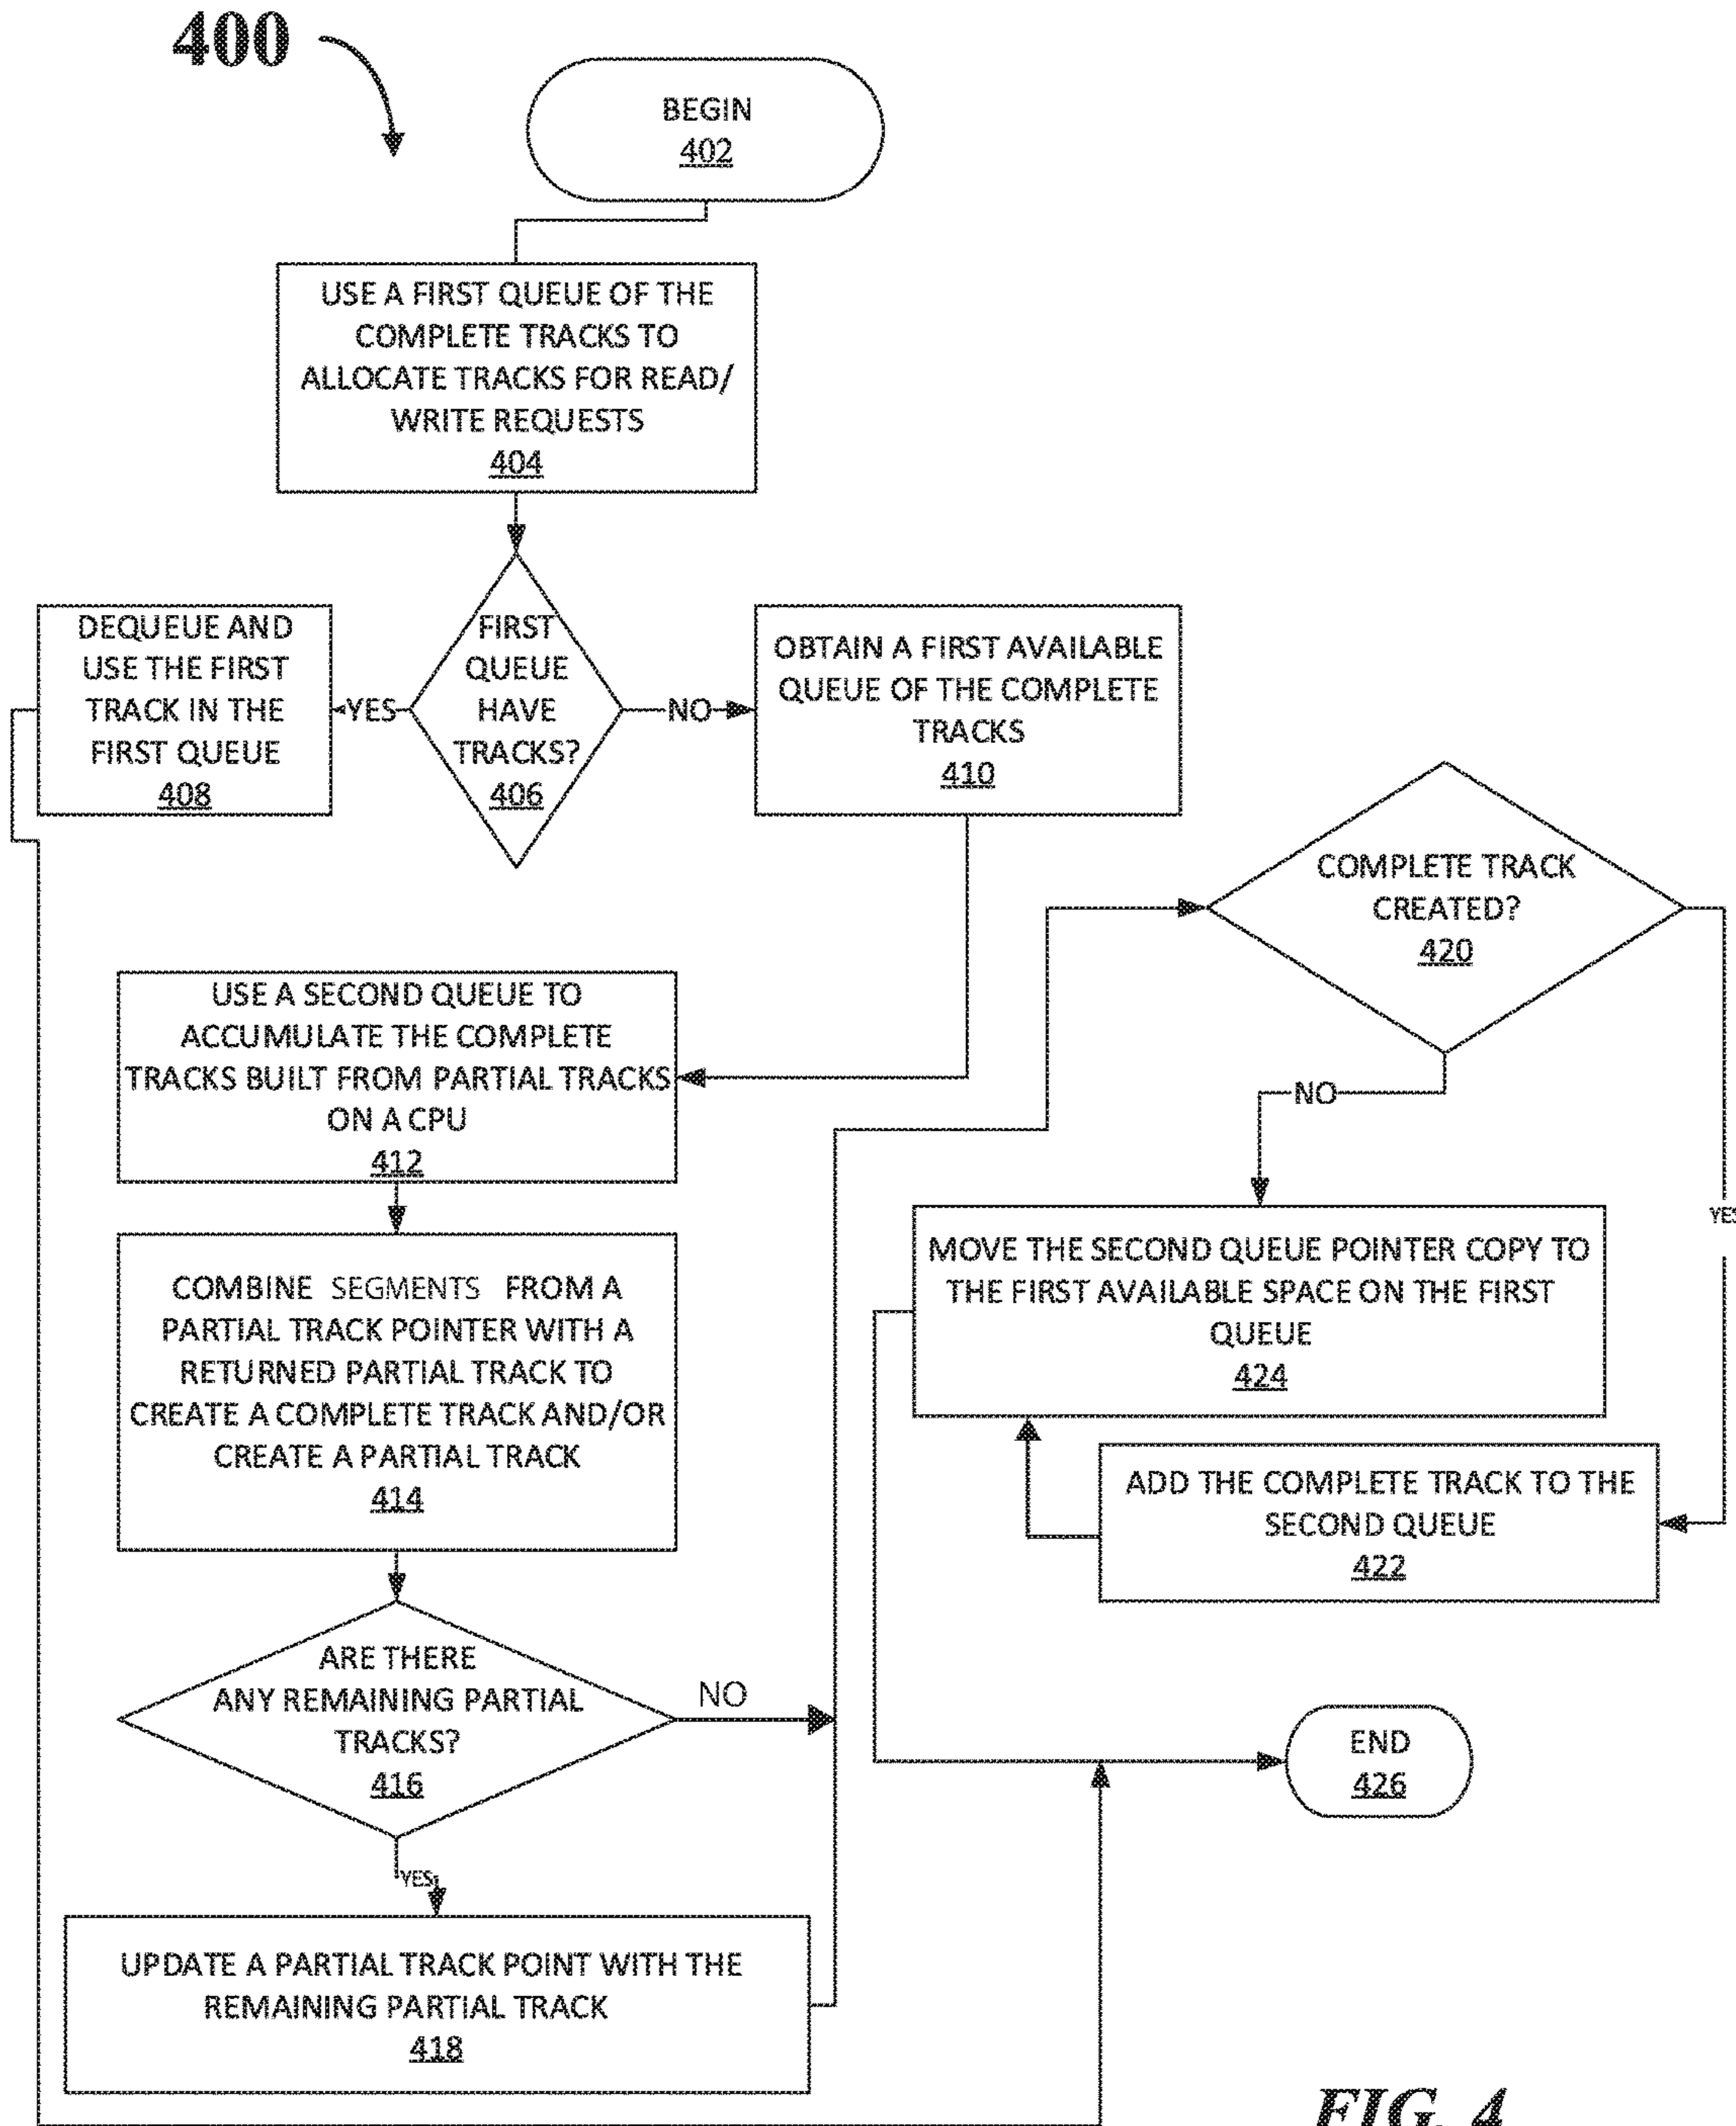 400
BEGIN
402
USE A FIRST QUEUE OF THE
COMPLETE TRACKS TO
ALLOCATE TRACKS FOR READ/
WRITE REQUESTS
404
FIRST
QUEUE
HAVE
TRACKS?
406
YES
DEQUEUE AND
USE THE FIRST
TRACK IN THE
FIRST QUEUE
408
NO
OBTAIN A FIRST AVAILABLE
QUEUE OF THE COMPLETE
TRACKS
410
USE A SECOND QUEUE TO
ACCUMULATE THE COMPLETE
TRACKS BUILT FROM PARTIAL TRACKS
ON A CPU
412
COMBINE SEGMENTS FROM A
PARTIAL TRACK POINTER WITH A
RETURNED PARTIAL TRACK TO
CREATE A COMPLETE TRACK AND/OR
CREATE A PARTIAL TRACK
414
ARE THERE
ANY REMAINING PARTIAL
TRACKS?
416
NO
YES
UPDATE A PARTIAL TRACK POINT WITH THE
REMAINING PARTIAL TRACK
418
COMPLETE TRACK
CREATED?
420
NO
YES
MOVE THE SECOND QUEUE POINTER COPY TO
THE FIRST AVAILABLE SPACE ON THE FIRST
QUEUE
424
ADD THE COMPLETE TRACK TO THE
SECOND QUEUE
422
END
426
FIG. 4